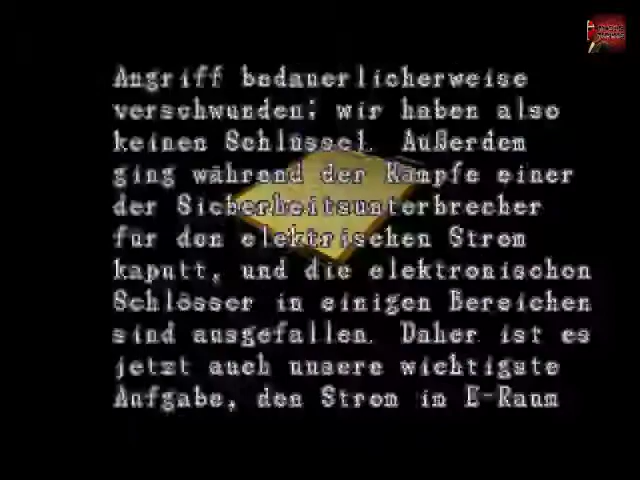 Angriff bedauerlicherweise
verschwunden; wir haben also
keinen Schlüssel. Außerdem
ging während der Kämpfe einer
der Sicherheitsunterbrecher
für den elektrischen Strom
kaputt, und die elektronischen
Schlösser in einigen Bereichen
sind ausgefallen. Daher ist es
jetzt auch unsere wichtigste
Aufgabe, den Strom im E-Raum